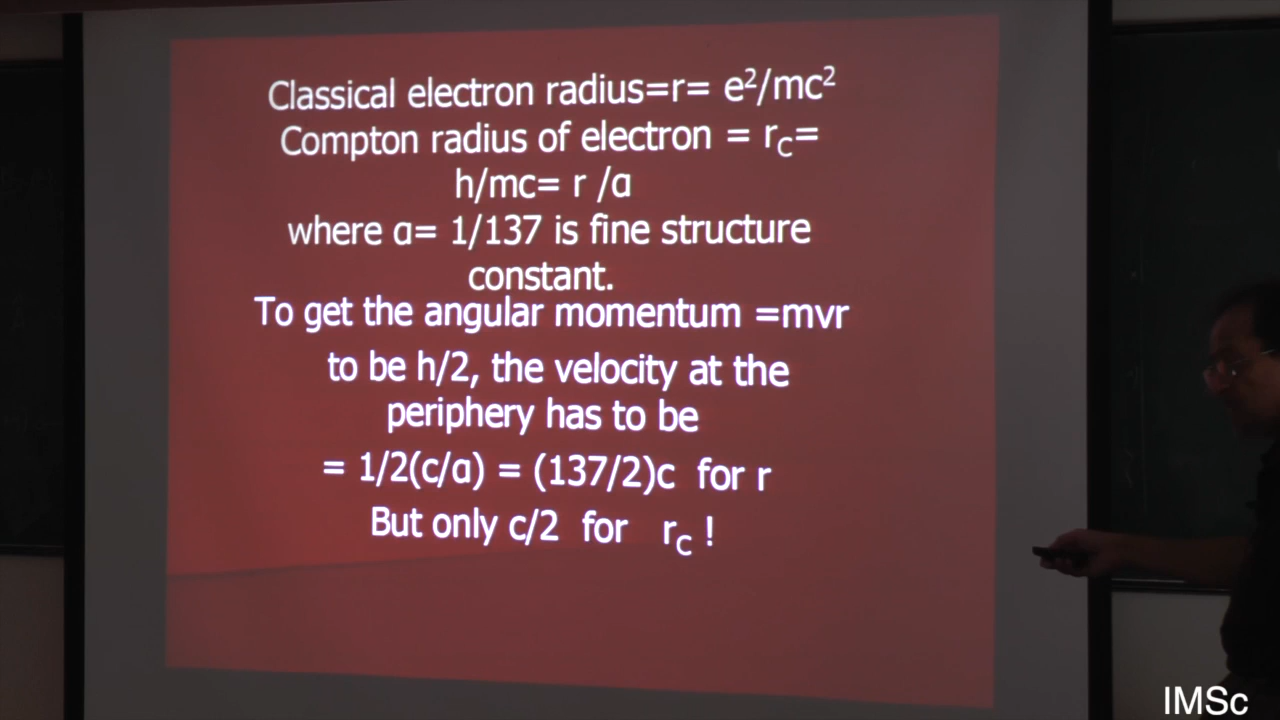 Classical electron radius=r= e²/mc²
Compton radius of electron = r_C=
h/mc= r /α
where α= 1/137 is fine structure
constant.
To get the angular momentum =mvr
to be h/2, the velocity at the
periphery has to be
= 1/2(c/α) = (137/2)c for r
But only c/2 for r_C !
IMSc